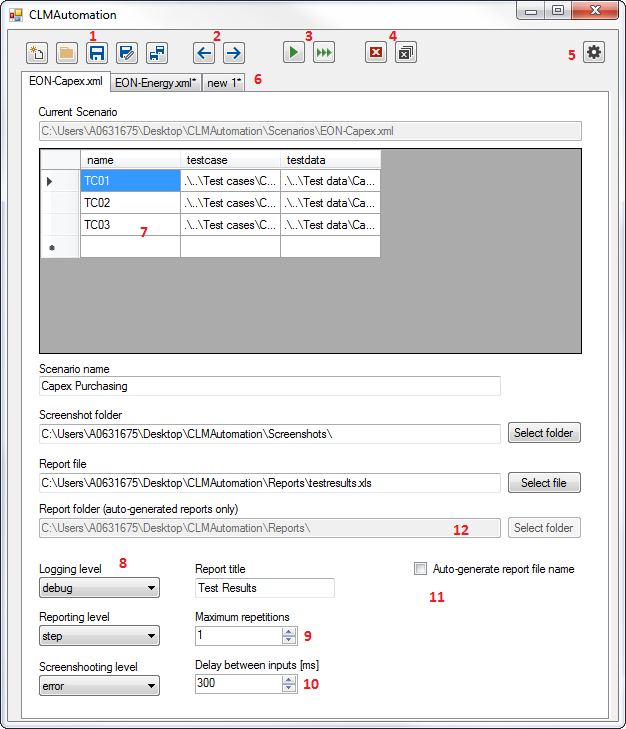 CLMAutomation
1 2 3 4 5
EON-Capex.xml EON-Energy.xml* new 1* 6
Current Scenario
C:\Users\A0631675\Desktop\CLMAutomation\Scenarios\EON-Capex.xml
name testcase testdata
TC01 .\..\Test cases\C... .\..\Test data\Ca...
TC02 .\..\Test cases\C... .\..\Test data\Ca...
TC03 .\..\Test cases\C... .\..\Test data\Ca...
7
Scenario name
Capex Purchasing
Screenshot folder
C:\Users\A0631675\Desktop\CLMAutomation\Screenshots\ Select folder
Report file
C:\Users\A0631675\Desktop\CLMAutomation\Reports\testresults.xls Select file
Report folder (auto-generated reports only)
C:\Users\A0631675\Desktop\CLMAutomation\Reports\ 12 Select folder
Logging level 8 Report title Auto-generate report file name
debug Test Results 11
Reporting level Maximum repetitions
step 1 9
Screenshooting level Delay between inputs [ms]
error 300 10